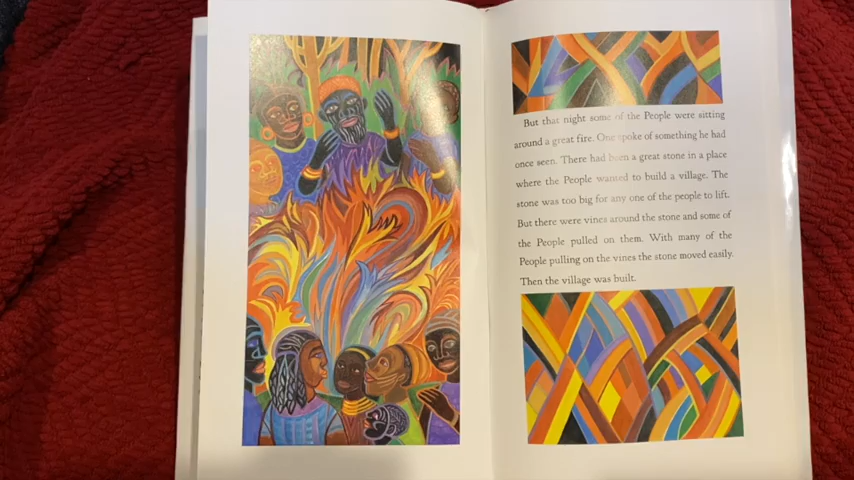 But that night some of the People were sitting
around a great fire. One spoke of something he had
once seen. There had been a great stone in a place
where the People wanted to build a village. The
stone was too big for any one of the people to lift.
But there were vines around the stone and some of
the People pulled on them. With many of the
People pulling on the vines the stone moved easily.
Then the village was built.